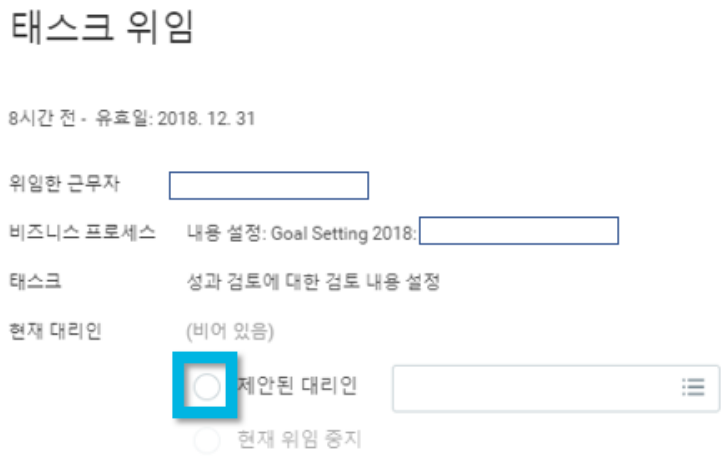 태스크 위임
8시간 전 - 유효일: 2018. 12. 31
위임한 근무자
비즈니스 프로세스 내용 설정: Goal Setting 2018:
태스크 성과 검토에 대한 검토 내용 설정
현재 대리인 (비어 있음)
제안된 대리인
현재 위임 중지